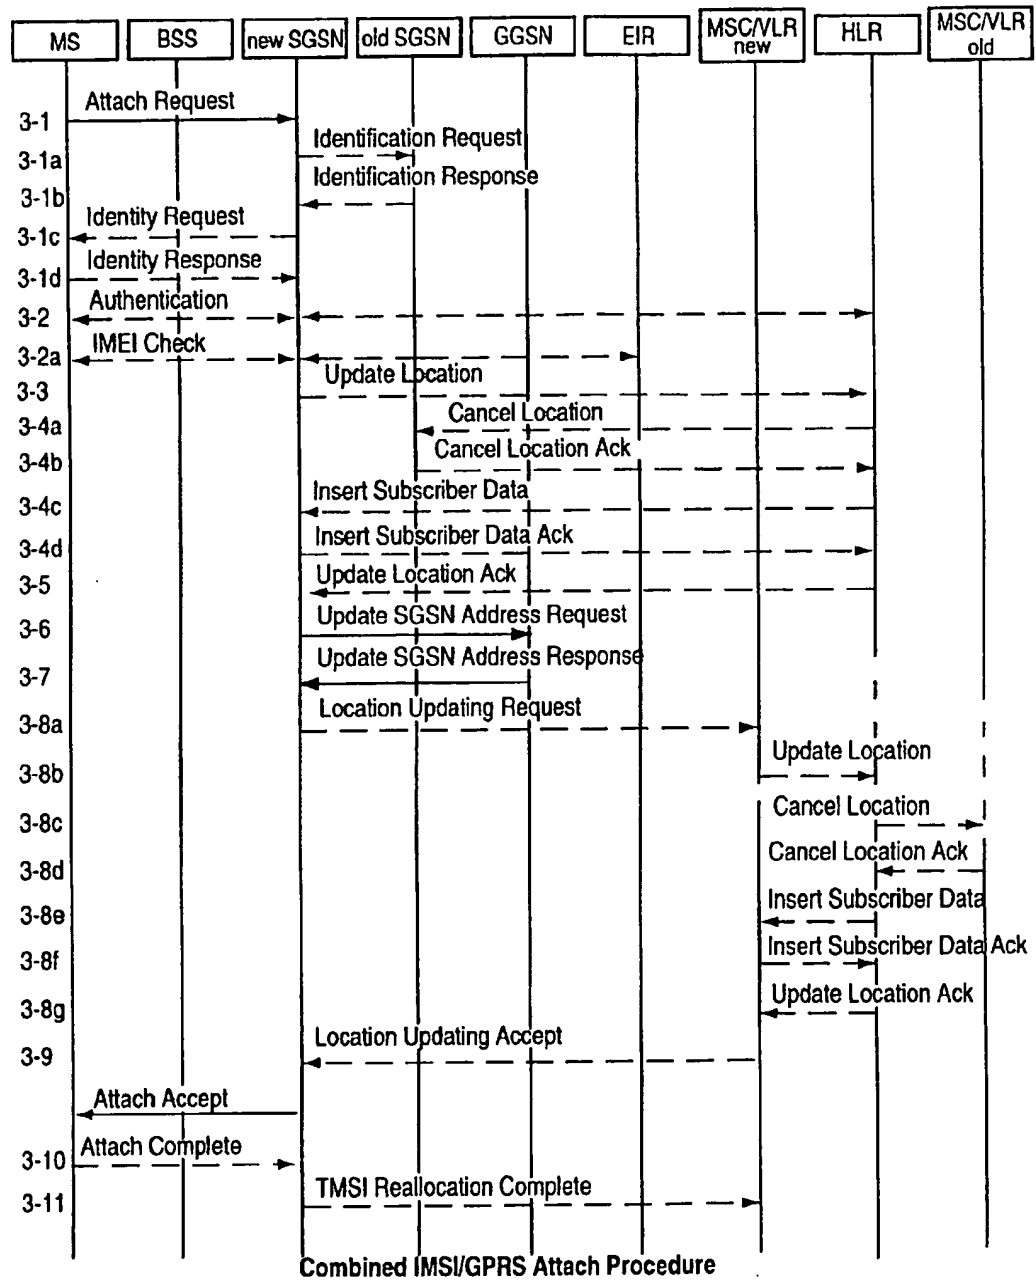 MS BSS new SGSN old SGSN GGSN EIR MSC/VLR new HLR MSC/VLR old
Attach Request
3-1
Identification Request
3-1a
Identification Response
3-1b
Identity Request
3-1c
Identity Response
3-1d
Authentication
3-2
IMEI Check
3-2a
Update Location
3-3
Cancel Location
3-4a
Cancel Location Ack
3-4b
Insert Subscriber Data
3-4c
Insert Subscriber Data Ack
3-4d
Update Location Ack
3-5
Update SGSN Address Request
3-6
Update SGSN Address Response
3-7
Location Updating Request
3-8a
Update Location
3-8b
Cancel Location
3-8c
Cancel Location Ack
3-8d
Insert Subscriber Data
3-8e
Insert Subscriber Data Ack
3-8f
Update Location Ack
3-8g
Location Updating Accept
3-9
Attach Accept
Attach Complete
3-10
TMSI Reallocation Complete
3-11
Combined IMSI/GPRS Attach Procedure